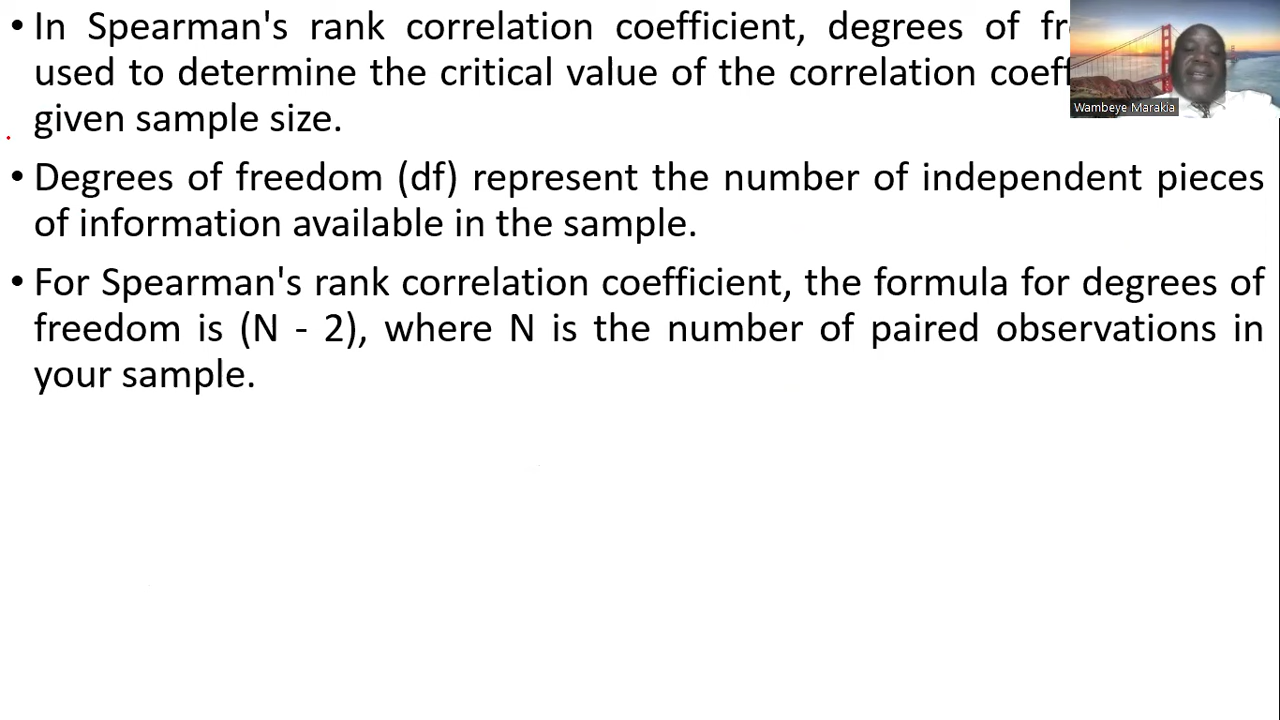 • In Spearman's rank correlation coefficient, degrees of
used to determine the critical value of the correlation
given sample size.
• Degrees of freedom (df) represent the number of independent pieces
of information available in the sample.
• For Spearman's rank correlation coefficient, the formula for degrees of
freedom is (N - 2), where N is the number of paired observations in
your sample.
Wambeye Marakia